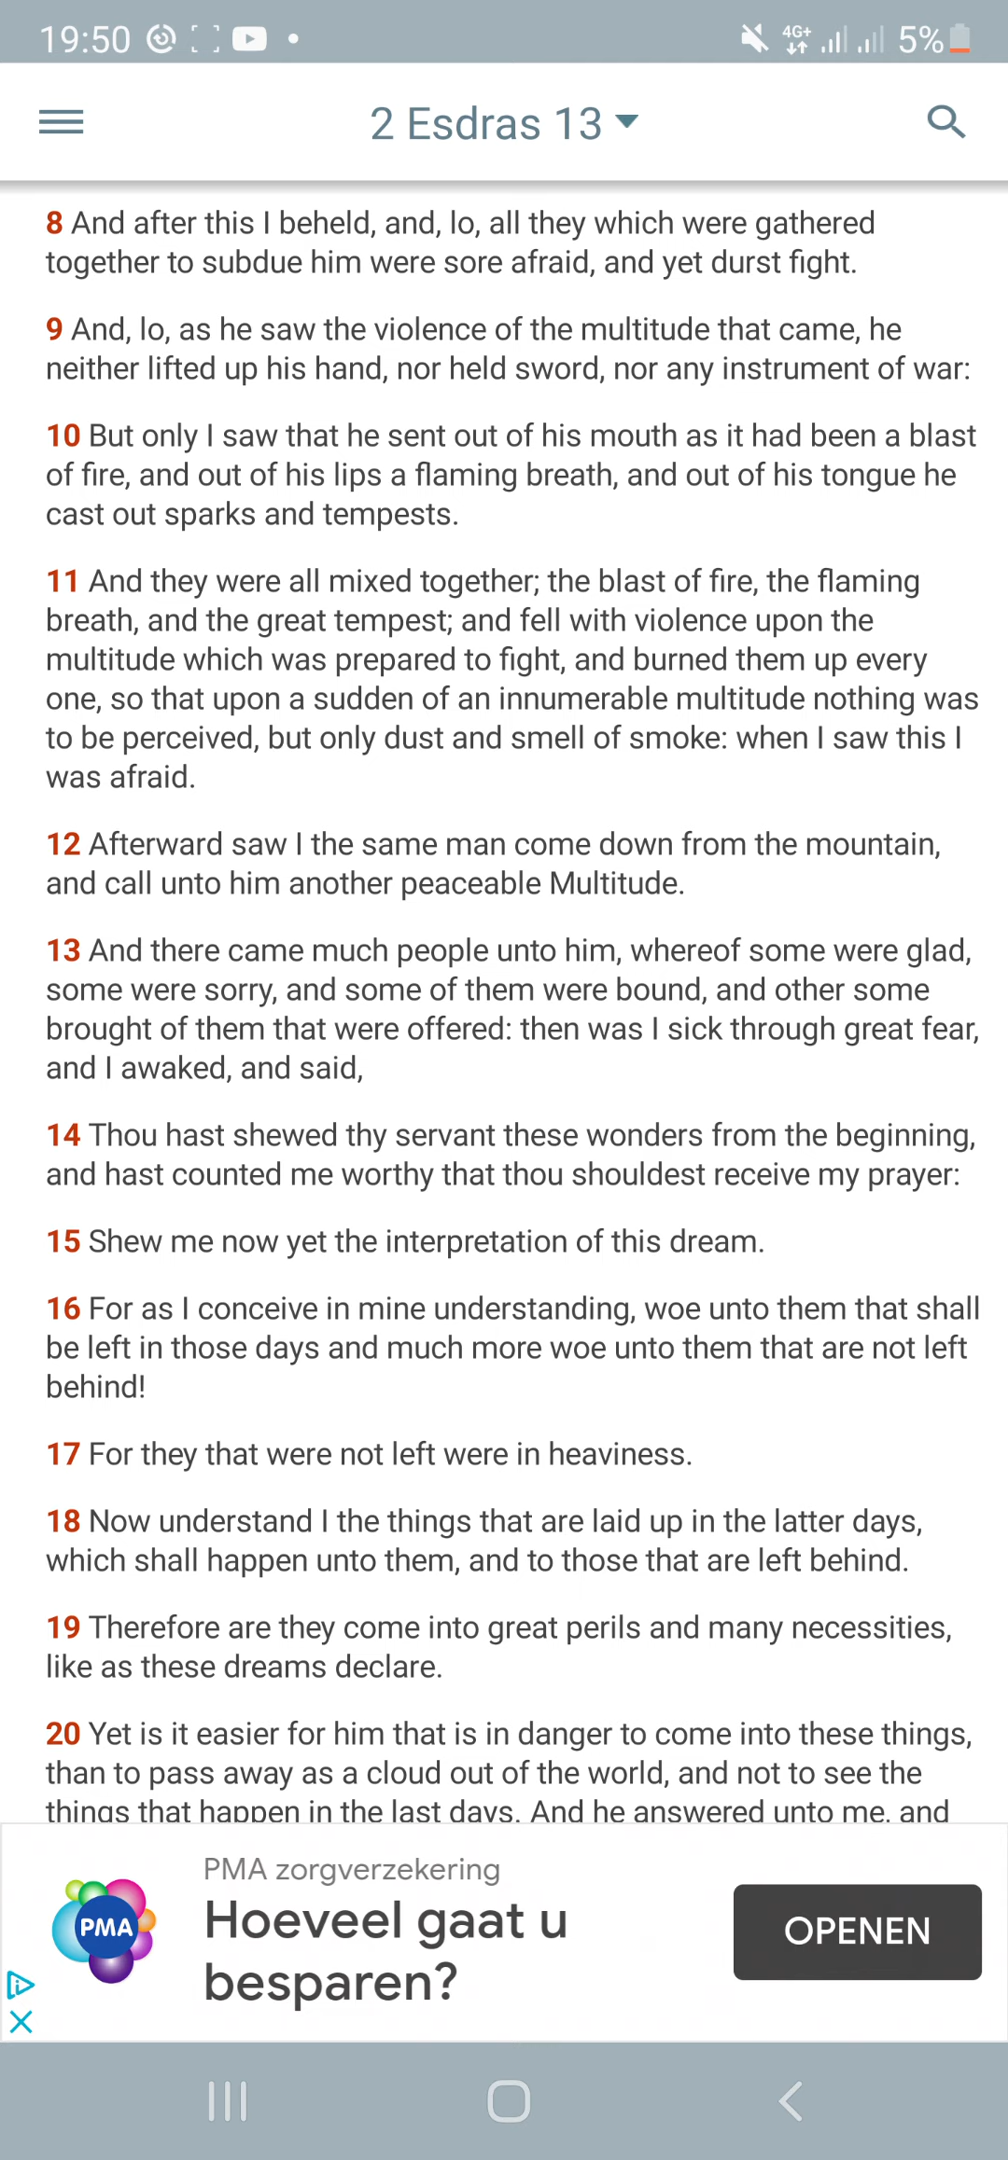 19:50
4G+
5%
2 Esdras 13
8 And after this I beheld, and, lo, all they which were gathered
together to subdue him were sore afraid, and yet durst fight.
9 And, lo, as he saw the violence of the multitude that came, he
neither lifted up his hand, nor held sword, nor any instrument of war:
10 But only I saw that he sent out of his mouth as it had been a blast
of fire, and out of his lips a flaming breath, and out of his tongue he
cast out sparks and tempests.
11 And they were all mixed together; the blast of fire, the flaming
breath, and the great tempest; and fell with violence upon the
multitude which was prepared to fight, and burned them up every
one, so that upon a sudden of an innumerable multitude nothing was
to be perceived, but only dust and smell of smoke: when I saw this I
was afraid.
12 Afterward saw I the same man come down from the mountain,
and call unto him another peaceable Multitude.
13 And there came much people unto him, whereof some were glad,
some were sorry, and some of them were bound, and other some
brought of them that were offered: then was I sick through great fear,
and I awaked, and said,
14 Thou hast shewed thy servant these wonders from the beginning,
and hast counted me worthy that thou shouldest receive my prayer:
15 Shew me now yet the interpretation of this dream.
16 For as I conceive in mine understanding, woe unto them that shall
be left in those days and much more woe unto them that are not left
behind!
17 For they that were not left were in heaviness.
18 Now understand I the things that are laid up in the latter days,
which shall happen unto them, and to those that are left behind.
19 Therefore are they come into great perils and many necessities,
like as these dreams declare.
20 Yet is it easier for him that is in danger to come into these things,
than to pass away as a cloud out of the world, and not to see the
things that happen in the last days. And he answered unto me, and
PMA zorgverzekering
PMA
Hoeveel gaat u
besparen?
OPENEN